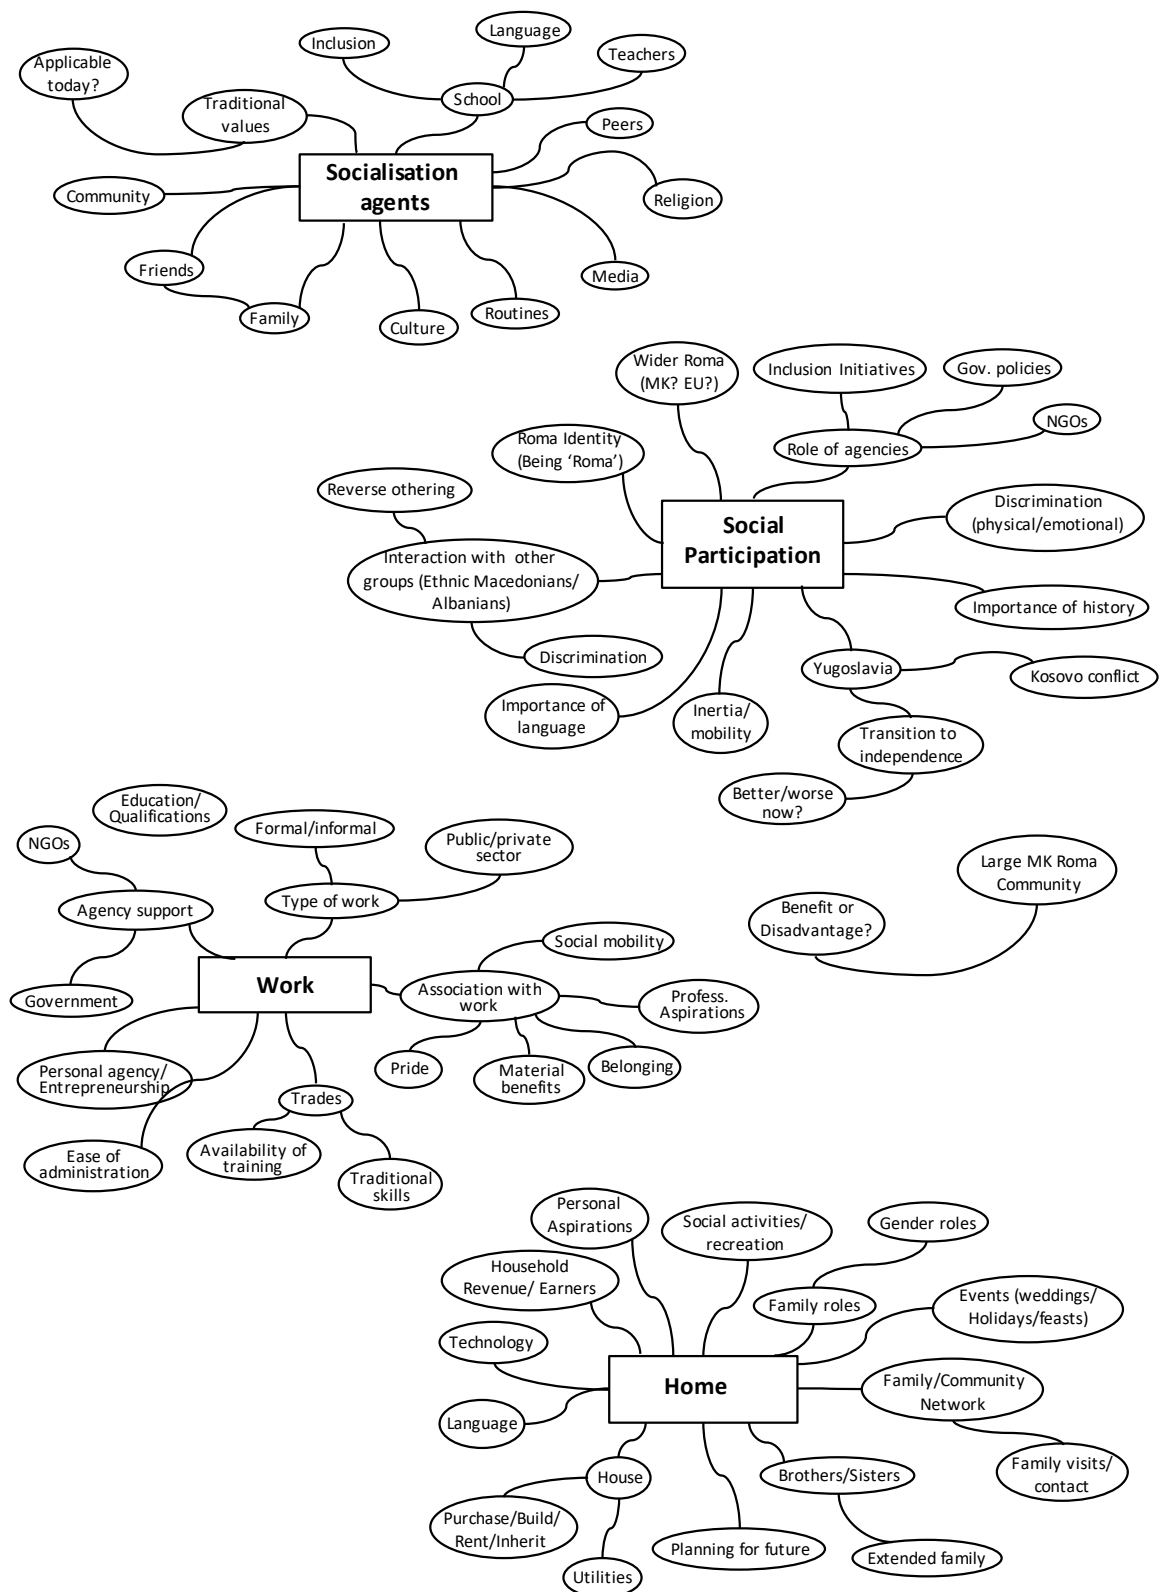 Language
Inclusion
Teachers
Applicable
today?
School
Traditional
values
Peers
Socialisation
agents
Community
Religion
Friends
Media
Family
Culture
Routines
Wider Roma
(MK? EU?)
Inclusion Initiatives
Gov. policies
NGOs
Roma Identity
(Being ‘Roma’)
Role of agencies
Reverse othering
Discrimination
(physical/emotional)
Social
Participation
Interaction with other
groups (Ethnic Macedonians/
Albanians)
Importance of history
Discrimination
Yugoslavia
Kosovo conflict
Importance of
language
Inertia/
mobility
Transition to
independence
Better/worse
now?
Education/
Qualifications
Formal/informal
NGOs
Public/private
sector
Large MK Roma
Community
Type of work
Agency support
Benefit or
Disadvantage?
Social mobility
Work
Association with
work
Government
Profess.
Aspirations
Pride
Material
benefits
Belonging
Personal agency/
Entrepreneurship
Trades
Ease of
administration
Availability of
training
Traditional
skills
Personal
Aspirations
Social activities/
recreation
Gender roles
Household
Revenue/ Earners
Family roles
Events (weddings/
Holidays/feasts)
Technology
Home
Family/Community
Network
Language
House
Brothers/Sisters
Family visits/
contact
Purchase/Build/
Rent/Inherit
Planning for future
Extended family
Utilities